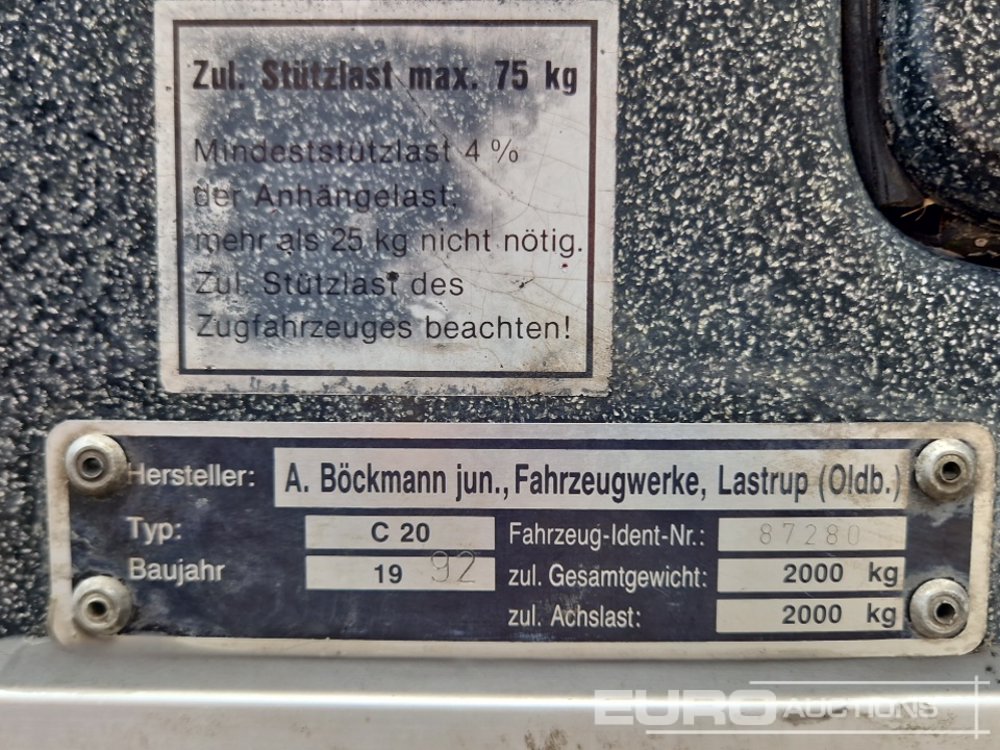 Zul. Stützlast max. 75 kg
Mindeststützlast 4 %
der Anhängelast,
mehr als 25 kg nicht nötig.
Zul. Stützlast des
Zugfahrzeuges beachten!
Hersteller: A. Böckmann jun., Fahrzeugwerke, Lastrup (Oldb.)
Typ: C 20 Fahrzeug-Ident-Nr.: 87280
Baujahr 19 92 zul. Gesamtgewicht: 2000 kg
zul. Achslast: 2000 kg
EURO AUCTIONS